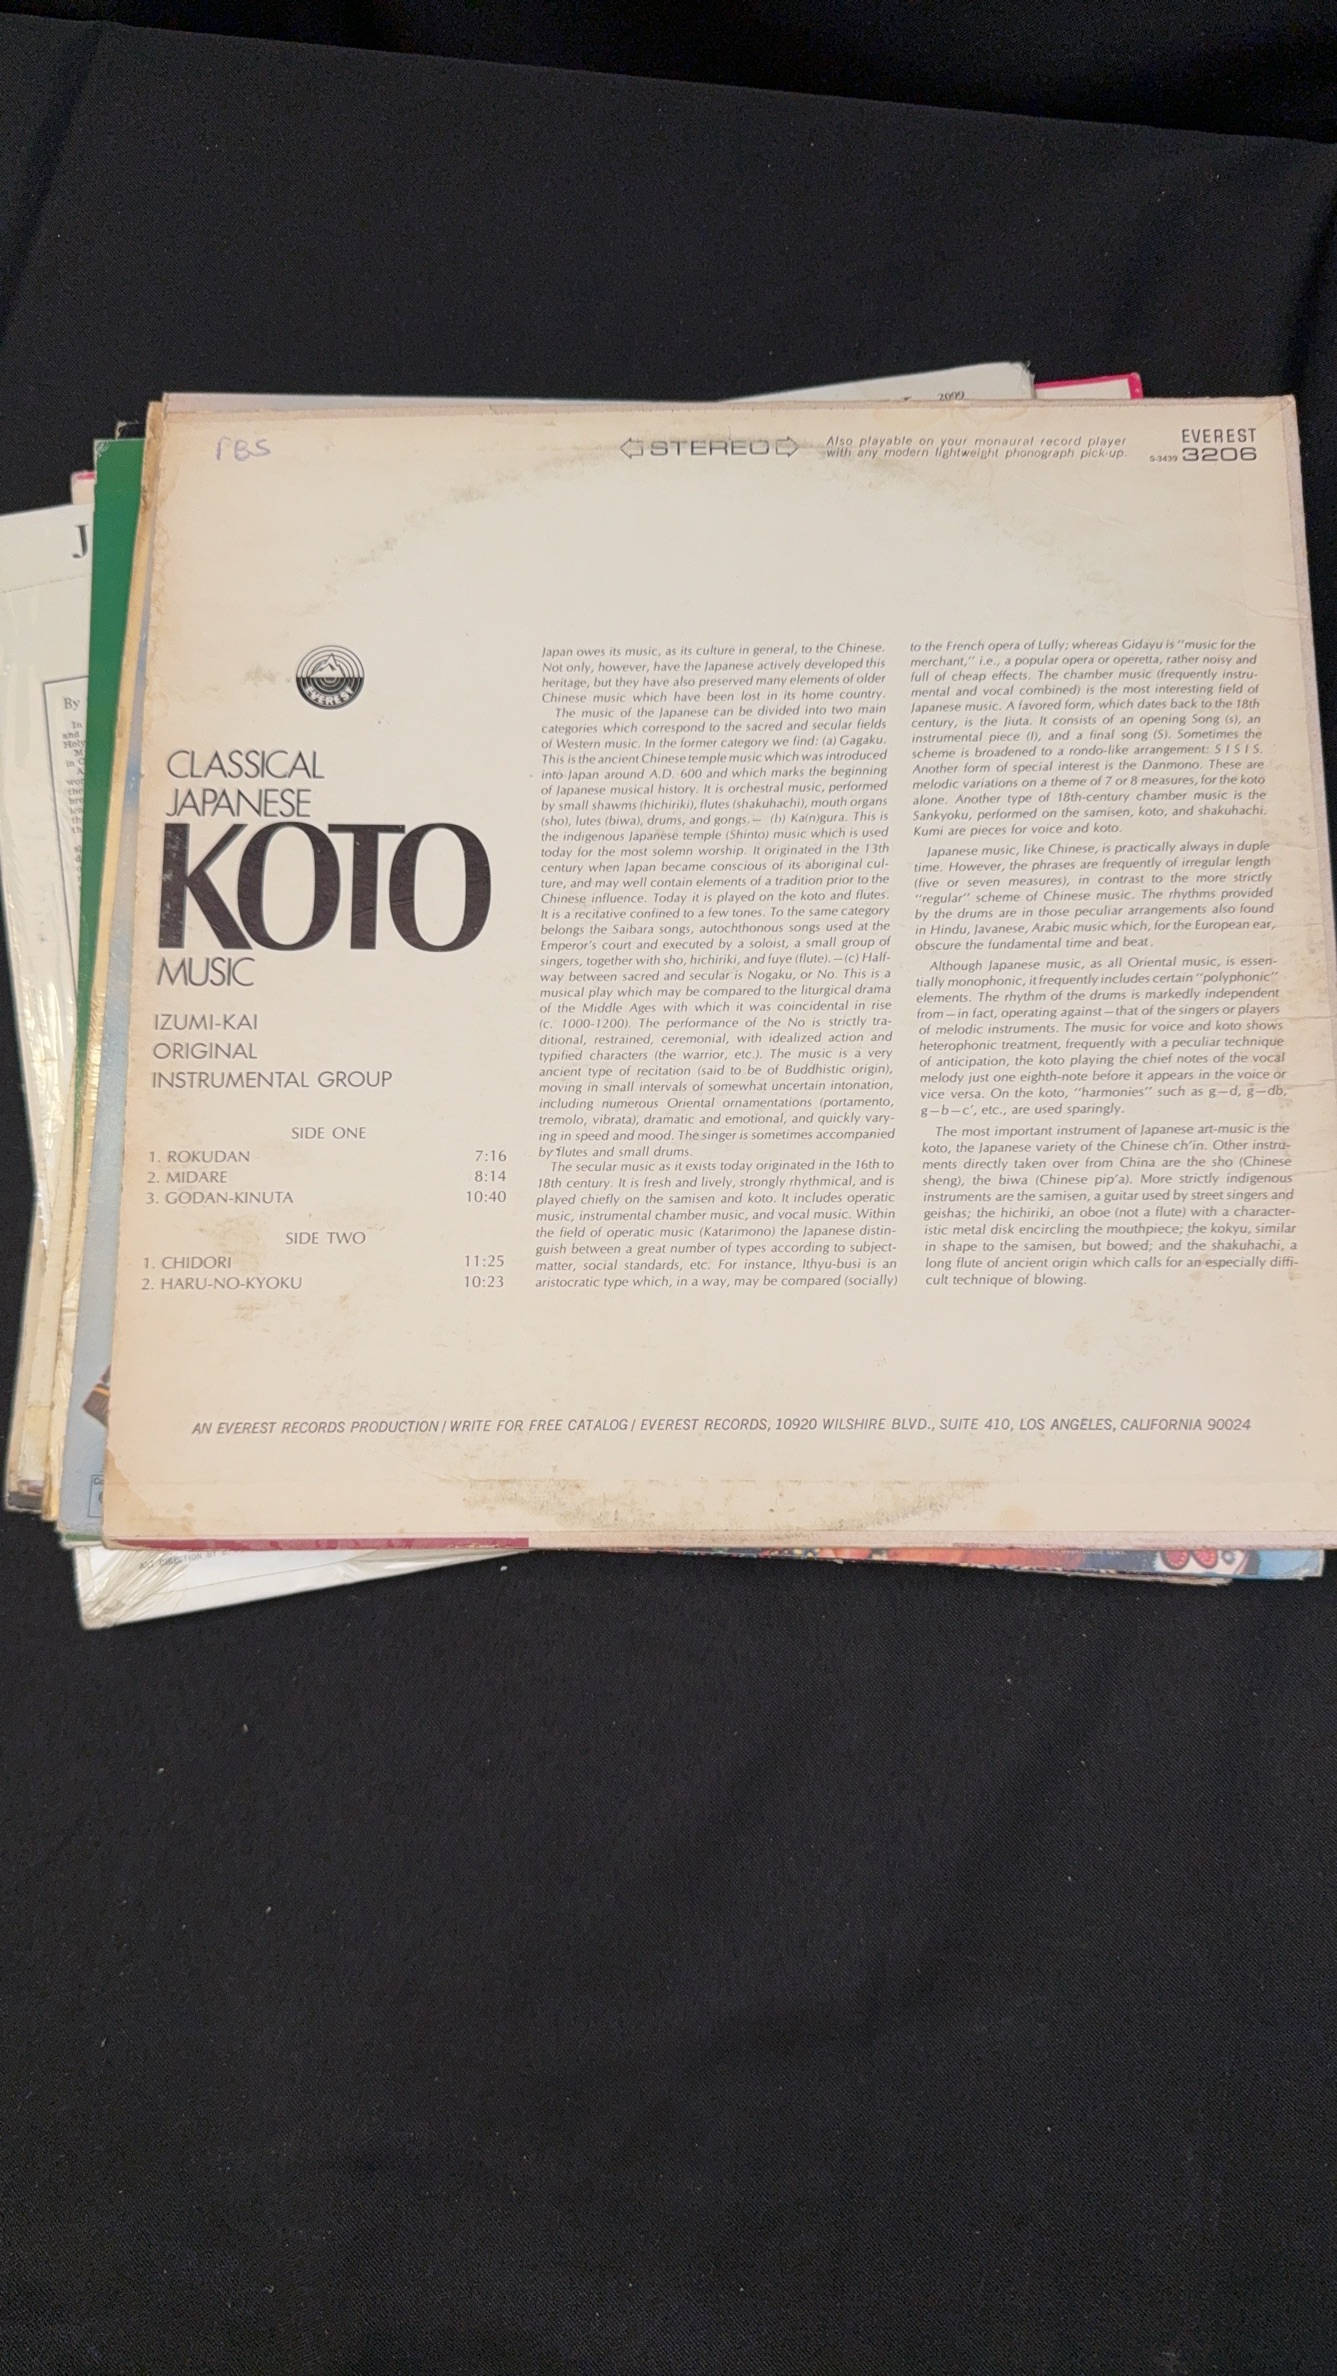 2009
rBS
STEREO
Also playable on your monaural record player
with any modern lightweight phonograph pick-up.
EVEREST
S-3439 3206
J
By
EVEREST
CLASSICAL
JAPANESE
KOTO
MUSIC
IZUMI-KAI
ORIGINAL
INSTRUMENTAL GROUP
SIDE ONE
1. ROKUDAN 7:16
2. MIDARE 8:14
3. GODAN-KINUTA 10:40
SIDE TWO
1. CHIDORI 11:25
2. HARU-NO-KYOKU 10:23
Japan owes its music, as its culture in general, to the Chinese.
Not only, however, have the Japanese actively developed this
heritage, but they have also preserved many elements of older
Chinese music which have been lost in its home country.
The music of the Japanese can be divided into two main
categories which correspond to the sacred and secular fields
of Western music. In the former category we find: (a) Gagaku.
This is the ancient Chinese temple music which was introduced
into Japan around A.D. 600 and which marks the beginning
of Japanese musical history. It is orchestral music, performed
by small shawms (hichiriki), flutes (shakuhachi), mouth organs
(sho), lutes (biwa), drums, and gongs.— (b) Ka(n)gura. This is
the indigenous Japanese temple (Shinto) music which is used
today for the most solemn worship. It originated in the 13th
century when Japan became conscious of its aboriginal cul-
ture, and may well contain elements of a tradition prior to the
Chinese influence. Today it is played on the koto and flutes.
It is a recitative confined to a few tones. To the same category
belongs the Saibara songs, autochthonous songs used at the
Emperor's court and executed by a soloist, a small group of
singers, together with sho, hichiriki, and fuye (flute).—(c) Half-
way between sacred and secular is Nogaku, or No. This is a
musical play which may be compared to the liturgical drama
of the Middle Ages with which it was coincidental in rise
(c. 1000-1200). The performance of the No is strictly tra-
ditional, restrained, ceremonial, with idealized action and
typified characters (the warrior, etc.). The music is a very
ancient type of recitation (said to be of Buddhistic origin),
moving in small intervals of somewhat uncertain intonation,
including numerous Oriental ornamentations (portamento,
tremolo, vibrata), dramatic and emotional, and quickly vary-
ing in speed and mood. The singer is sometimes accompanied
by flutes and small drums.
The secular music as it exists today originated in the 16th to
18th century. It is fresh and lively, strongly rhythmical, and is
played chiefly on the samisen and koto. It includes operatic
music, instrumental chamber music, and vocal music. Within
the field of operatic music (Katarimono) the Japanese distin-
guish between a great number of types according to subject-
matter, social standards, etc. For instance, Ithyu-busi is an
aristocratic type which, in a way, may be compared (socially)
to the French opera of Lully; whereas Gidayu is "music for the
merchant," i.e., a popular opera or operetta, rather noisy and
full of cheap effects. The chamber music (frequently instru-
mental and vocal combined) is the most interesting field of
Japanese music. A favored form, which dates back to the 18th
century, is the Jiuta. It consists of an opening Song (s), an
instrumental piece (I), and a final song (S). Sometimes the
scheme is broadened to a rondo-like arrangement: S I S I S.
Another form of special interest is the Danmono. These are
melodic variations on a theme of 7 or 8 measures, for the koto
alone. Another type of 18th-century chamber music is the
Sankyoku, performed on the samisen, koto, and shakuhachi.
Kumi are pieces for voice and koto.
Japanese music, like Chinese, is practically always in duple
time. However, the phrases are frequently of irregular length
(five or seven measures), in contrast to the more strictly
"regular" scheme of Chinese music. The rhythms provided
by the drums are in those peculiar arrangements also found
in Hindu, Javanese, Arabic music which, for the European ear,
obscure the fundamental time and beat.
Although Japanese music, as all Oriental music, is essen-
tially monophonic, it frequently includes certain "polyphonic"
elements. The rhythm of the drums is markedly independent
from—in fact, operating against—that of the singers or players
of melodic instruments. The music for voice and koto shows
heterophonic treatment, frequently with a peculiar technique
of anticipation, the koto playing the chief notes of the vocal
melody just one eighth-note before it appears in the voice or
vice versa. On the koto, "harmonies" such as g—d, g—db,
g—b—c', etc., are used sparingly.
The most important instrument of Japanese art-music is the
koto, the Japanese variety of the Chinese ch'in. Other instru-
ments directly taken over from China are the sho (Chinese
sheng), the biwa (Chinese pip'a). More strictly indigenous
instruments are the samisen, a guitar used by street singers and
geishas; the hichiriki, an oboe (not a flute) with a character-
istic metal disk encircling the mouthpiece; the kokyu, similar
in shape to the samisen, but bowed; and the shakuhachi, a
long flute of ancient origin which calls for an especially diffi-
cult technique of blowing.
AN EVEREST RECORDS PRODUCTION / WRITE FOR FREE CATALOG / EVEREST RECORDS, 10920 WILSHIRE BLVD., SUITE 410, LOS ANGELES, CALIFORNIA 90024